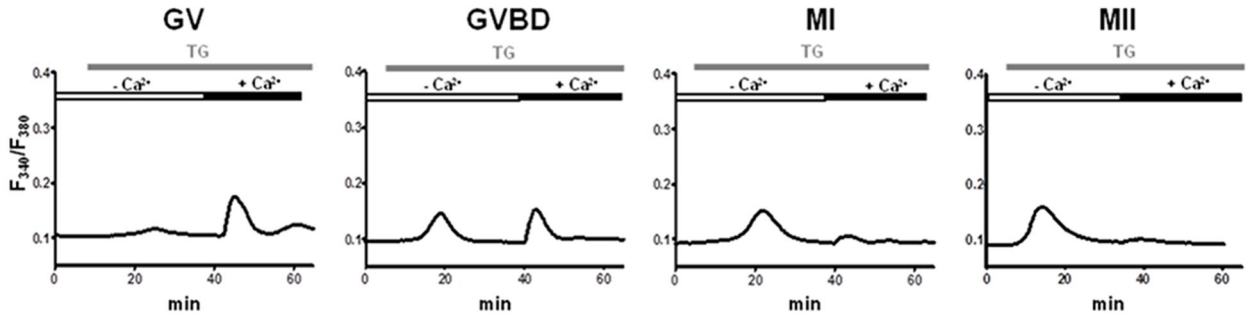 GV GVBD MI MII
TG TG TG TG
- Ca²⁺ + Ca²⁺ - Ca²⁺ + Ca²⁺ - Ca²⁺ + Ca²⁺ - Ca²⁺ + Ca²⁺
0.4 0.4 0.4 0.4
0.3 0.3 0.3 0.3
0.2 0.2 0.2 0.2
0.1 0.1 0.1 0.1
F340/F380
0 20 40 60 0 20 40 60 0 20 40 60 0 20 40 60
min min min min